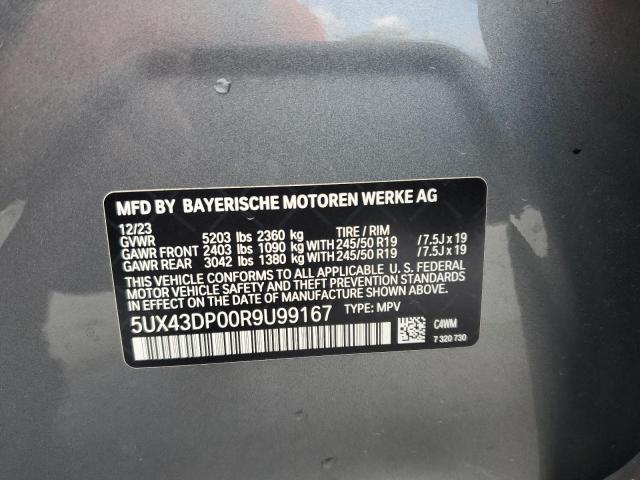 MFD BY BAYERISCHE MOTOREN WERKE AG
12/23 TIRE / RIM
GVWR 5203 lbs 2360 kg
GAWR FRONT 2403 lbs 1090 kg WITH 245/50 R19 /7.5J x 19
GAWR REAR 3042 lbs 1380 kg WITH 245/50 R19 /7.5J x 19
THIS VEHICLE CONFORMS TO ALL APPLICABLE U. S. FEDERAL
MOTOR VEHICLE SAFETY AND THEFT PREVENTION STANDARDS
IN EFFECT ON THE DATE OF MANUFACTURE SHOWN ABOVE.
5UX43DP00R9U99167 TYPE: MPV
C4WM
7 320 730